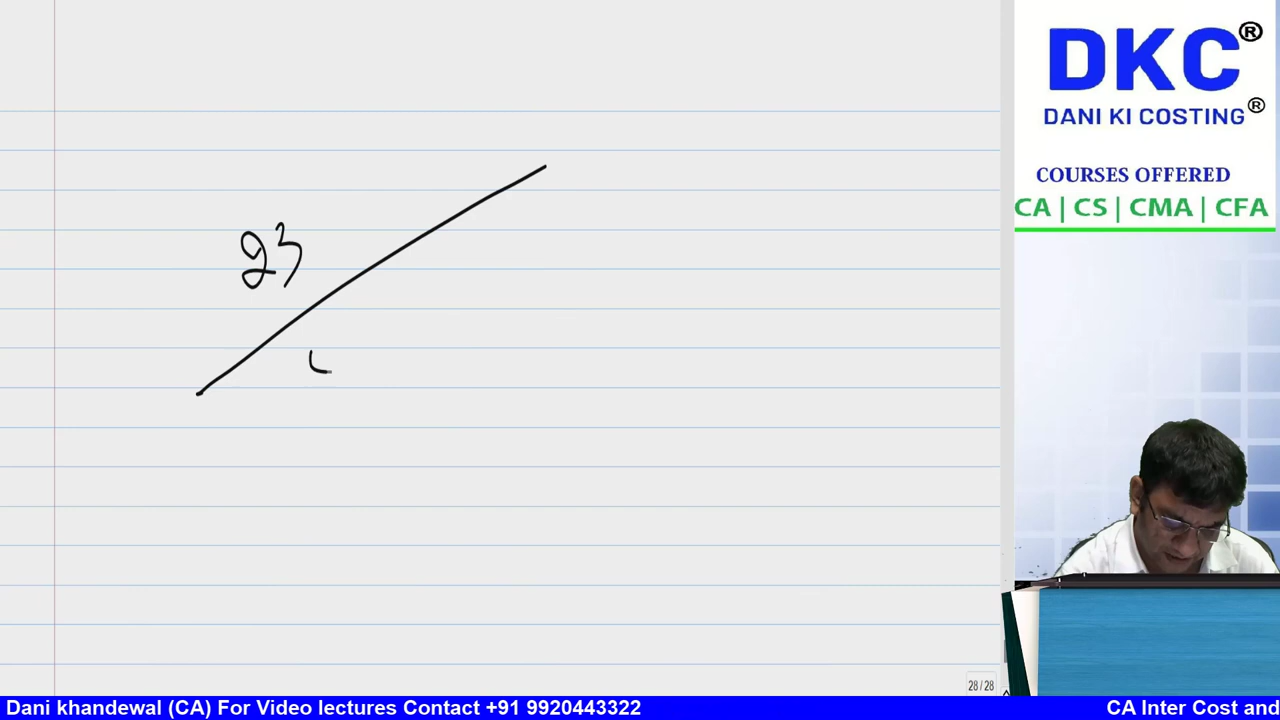 DKC®
DANI KI COSTING®
COURSES OFFERED
CA | CS | CMA | CFA
23
28 / 28
Dani khandewal (CA) For Video lectures Contact +91 9920443322
CA Inter Cost and